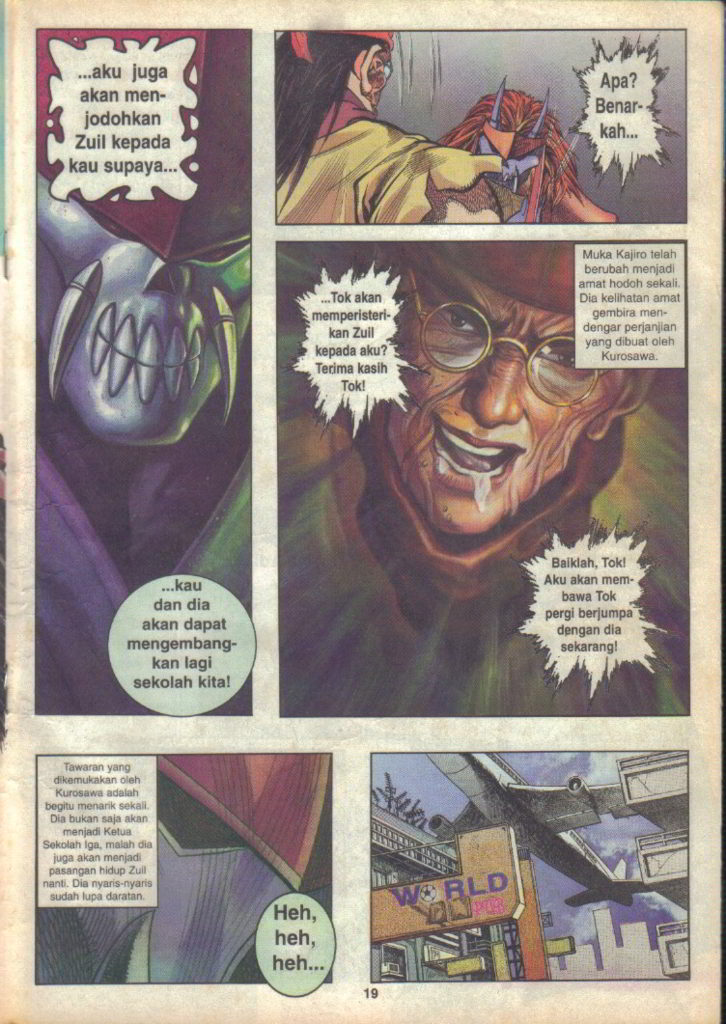 ...aku juga
akan men-
jodohkan
Zuil kepada
kau supaya...
...kau
dan dia
akan dapat
mengembang-
kan lagi
sekolah kita!
Apa?
Benar-
kah...
...Tok akan
memperisteri-
kan Zuil
kepada aku?
Terima kasih
Tok!
Muka Kajiro telah
berubah menjadi
amat hodoh sekali.
Dia kelihatan amat
gembira men-
dengar perjanjian
yang dibuat oleh
Kurosawa.
Baiklah, Tok!
Aku akan mem-
bawa Tok
pergi berjumpa
dengan dia
sekarang!
Tawaran yang
dikemukakan oleh
Kurosawa adalah
begitu menarik sekali.
Dia bukan saja akan
menjadi Ketua
Sekolah Iga, malah dia
juga akan menjadi
pasangan hidup Zuil
nanti. Dia nyaris-nyaris
sudah lupa daratan.
Heh,
heh,
heh...
WORLD
19